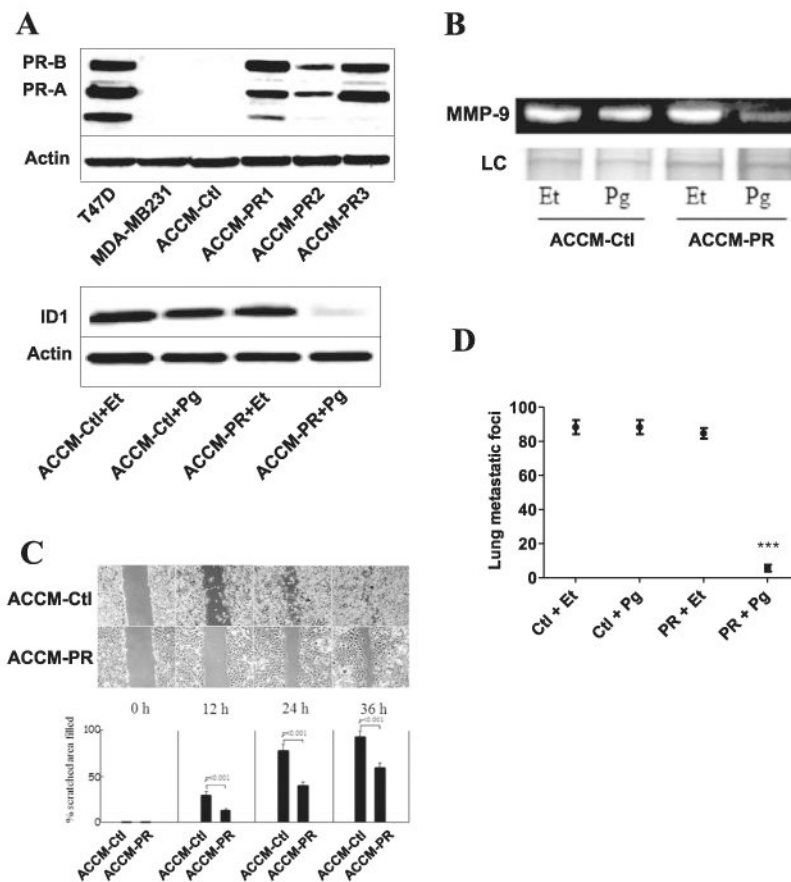 A
PR-B
PR-A
Actin
T47D
MDA-MB231
ACCM-Ctl
ACCM-PR1
ACCM-PR2
ACCM-PR3
ID1
Actin
ACCM-Ctl+Et
ACCM-Ctl+Pg
ACCM-PR+Et
ACCM-PR+Pg
B
MMP-9
LC
Et Pg Et Pg
ACCM-Ctl ACCM-PR
C
ACCM-Ctl
ACCM-PR
0 h 12 h 24 h 36 h
% scratched area filled
100
50
0
p<0.001
p<0.001
p<0.001
ACCM-Ctl
ACCM-PR
ACCM-Ctl
ACCM-PR
ACCM-Ctl
ACCM-PR
ACCM-Ctl
ACCM-PR
D
Lung metastatic foci
100
80
60
40
20
0
***
Ctl + Et
Ctl + Pg
PR + Et
PR + Pg